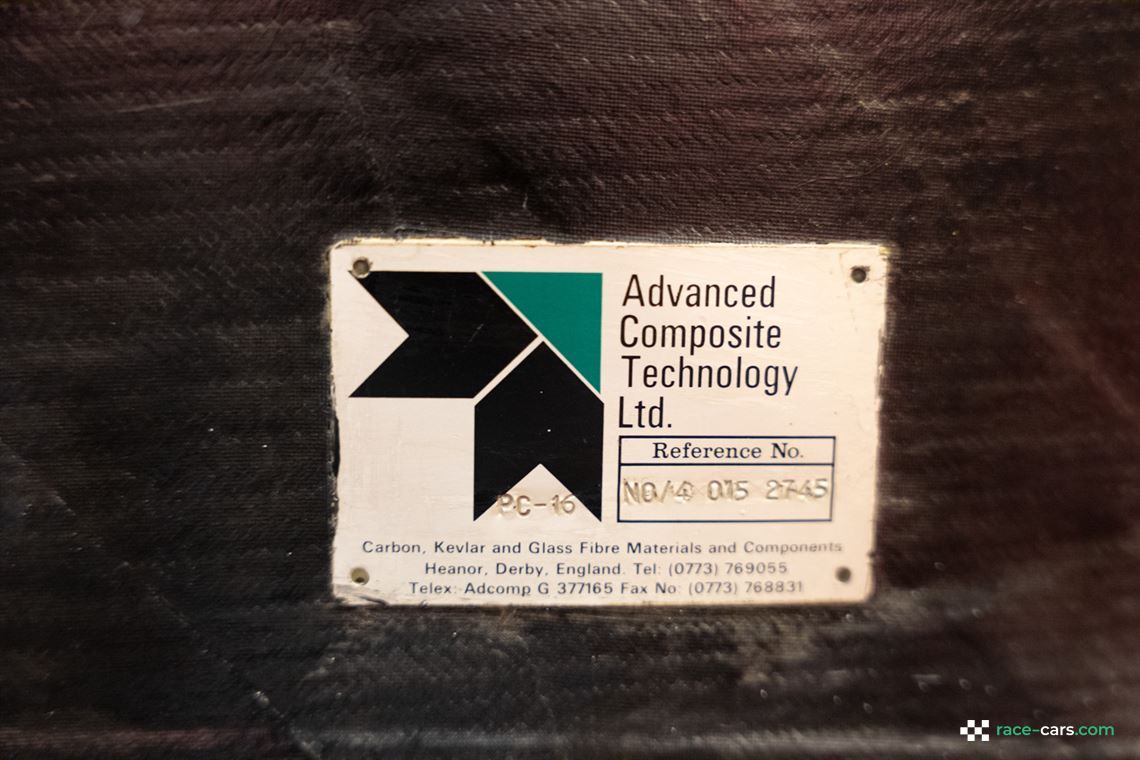 Advanced
Composite
Technology
Ltd.
Reference No.
NO/4 015 2745
PC-16
Carbon, Kevlar and Glass Fibre Materials and Components
Heanor, Derby, England. Tel: (0773) 769055
Telex: Adcomp G 377165 Fax No: (0773) 768831
race-cars.com